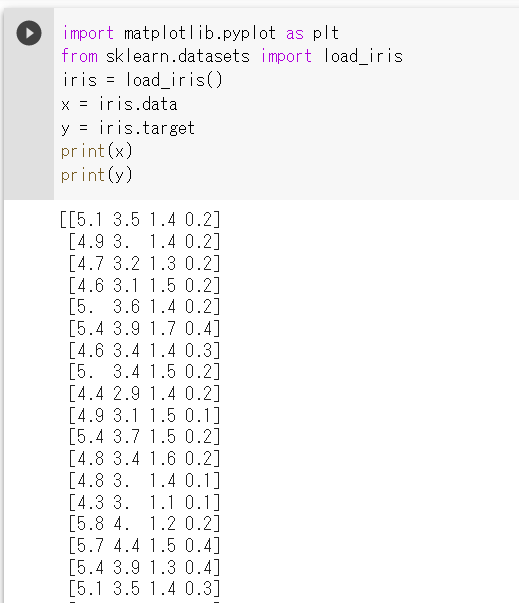 import matplotlib.pyplot as plt
from sklearn.datasets import load_iris
iris = load_iris()
x = iris.data
y = iris.target
print(x)
print(y)
[[5.1 3.5 1.4 0.2]
 [4.9 3.  1.4 0.2]
 [4.7 3.2 1.3 0.2]
 [4.6 3.1 1.5 0.2]
 [5.  3.6 1.4 0.2]
 [5.4 3.9 1.7 0.4]
 [4.6 3.4 1.4 0.3]
 [5.  3.4 1.5 0.2]
 [4.4 2.9 1.4 0.2]
 [4.9 3.1 1.5 0.1]
 [5.4 3.7 1.5 0.2]
 [4.8 3.4 1.6 0.2]
 [4.8 3.  1.4 0.1]
 [4.3 3.  1.1 0.1]
 [5.8 4.  1.2 0.2]
 [5.7 4.4 1.5 0.4]
 [5.4 3.9 1.3 0.4]
 [5.1 3.5 1.4 0.3]